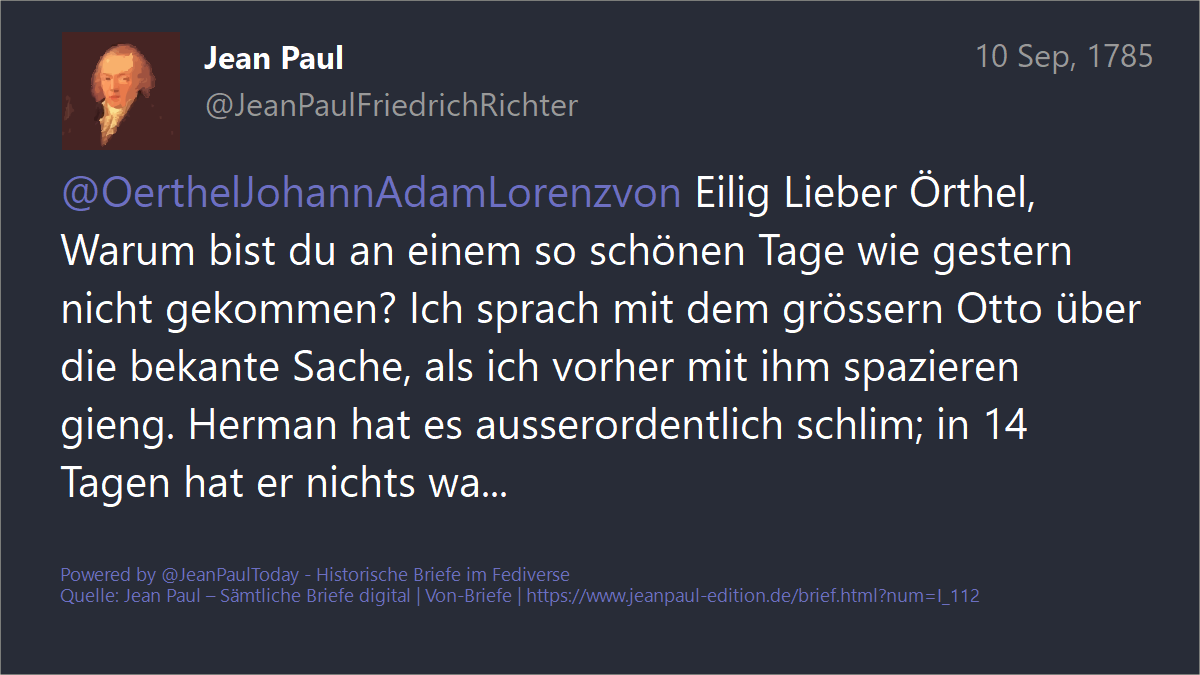 Jean Paul
10 Sep, 1785
@JeanPaulFriedrichRichter
@OerthelJohannAdamLorenzvon Eilig Lieber Örthel,
Warum bist du an einem so schönen Tage wie gestern
nicht gekommen? Ich sprach mit dem grössern Otto über
die bekante Sache, als ich vorher mit ihm spazieren
gieng. Herman hat es ausserordentlich schlim; in 14
Tagen hat er nichts wa...
Powered by @JeanPaulToday - Historische Briefe im Fediverse
Quelle: Jean Paul – Sämtliche Briefe digital | Von-Briefe | https://www.jeanpaul-edition.de/brief.html?num=I_112